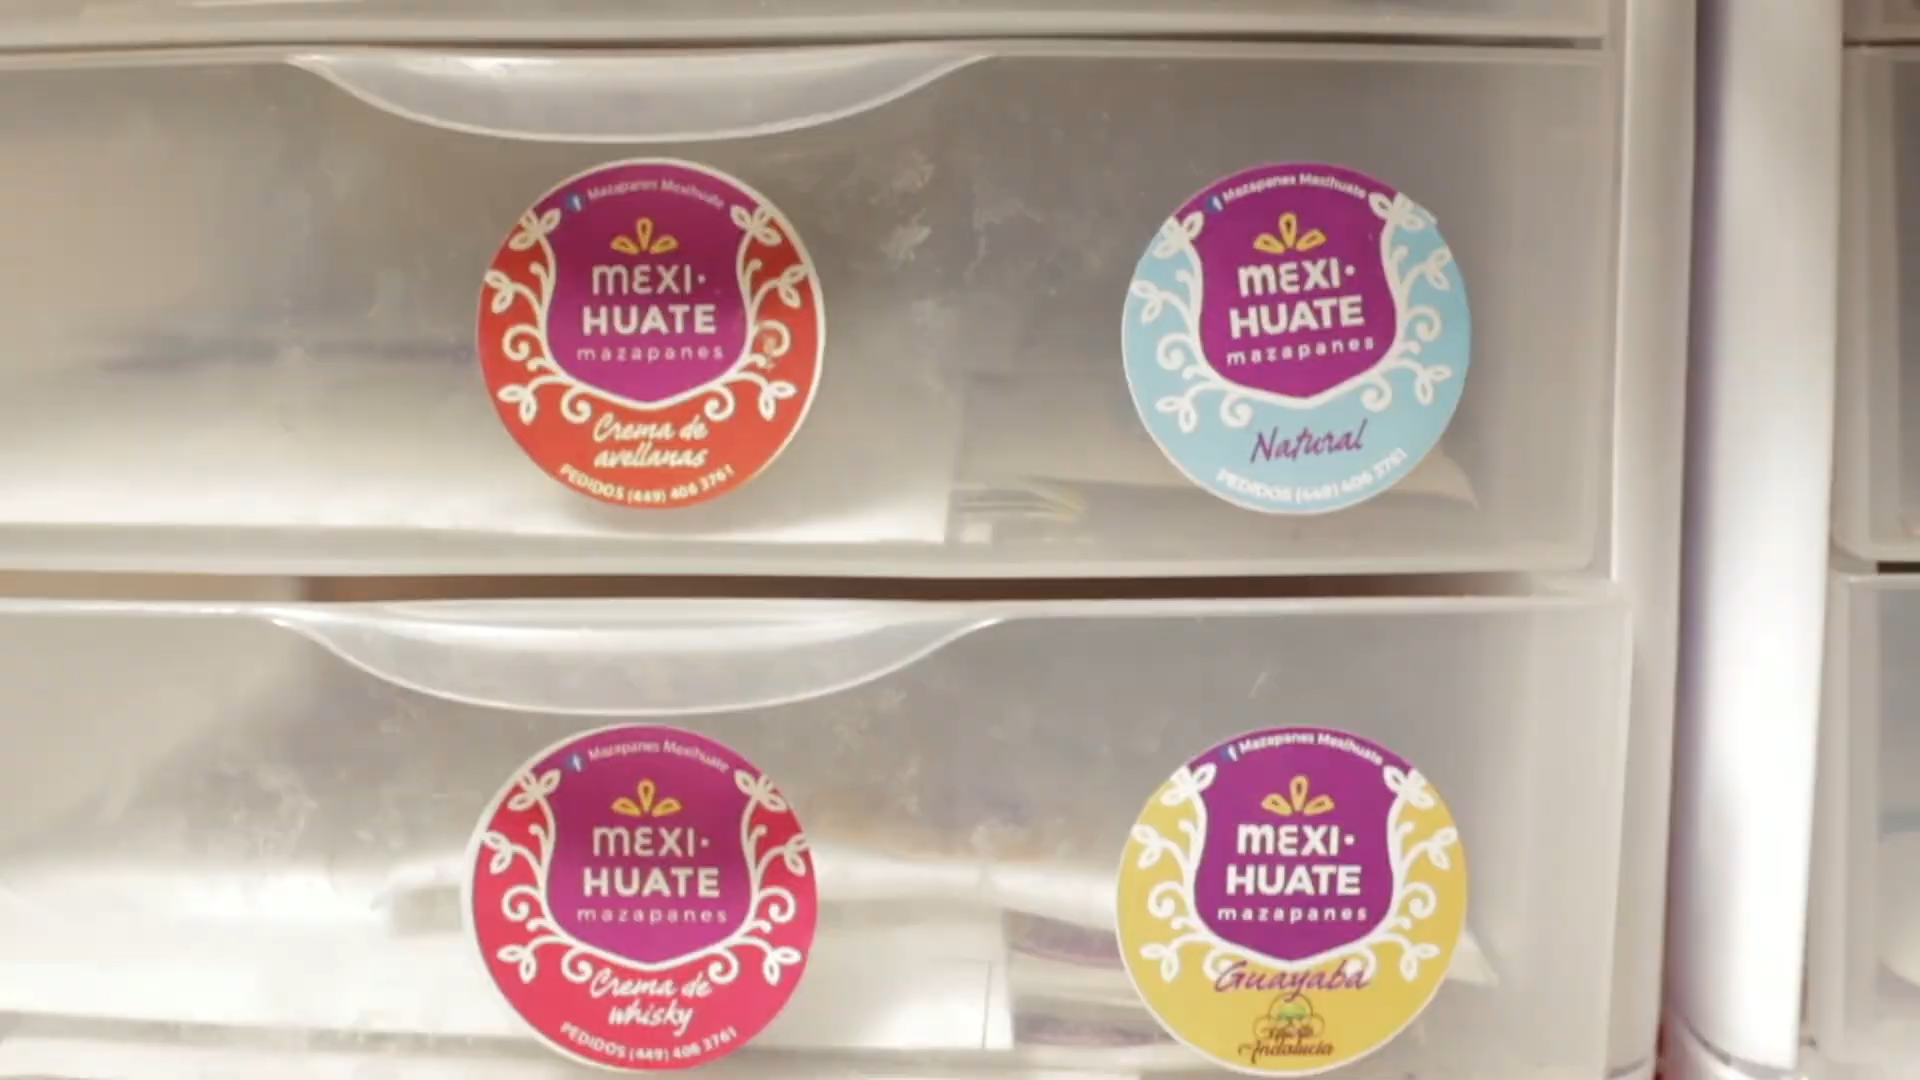 Mazapanes Mexihuate
MEXI·
HUATE
mazapanes
Crema de
avellanas
PEDIDOS (449) 406 3761
Mazapanes Mexihuate
MEXI·
HUATE
mazapanes
Natural
PEDIDOS (449) 406 3761
Mazapanes Mexihuate
MEXI·
HUATE
mazapanes
Crema de
whisky
PEDIDOS (449) 406 3761
Mazapanes Mexihuate
MEXI·
HUATE
mazapanes
Guayaba
Andalucía